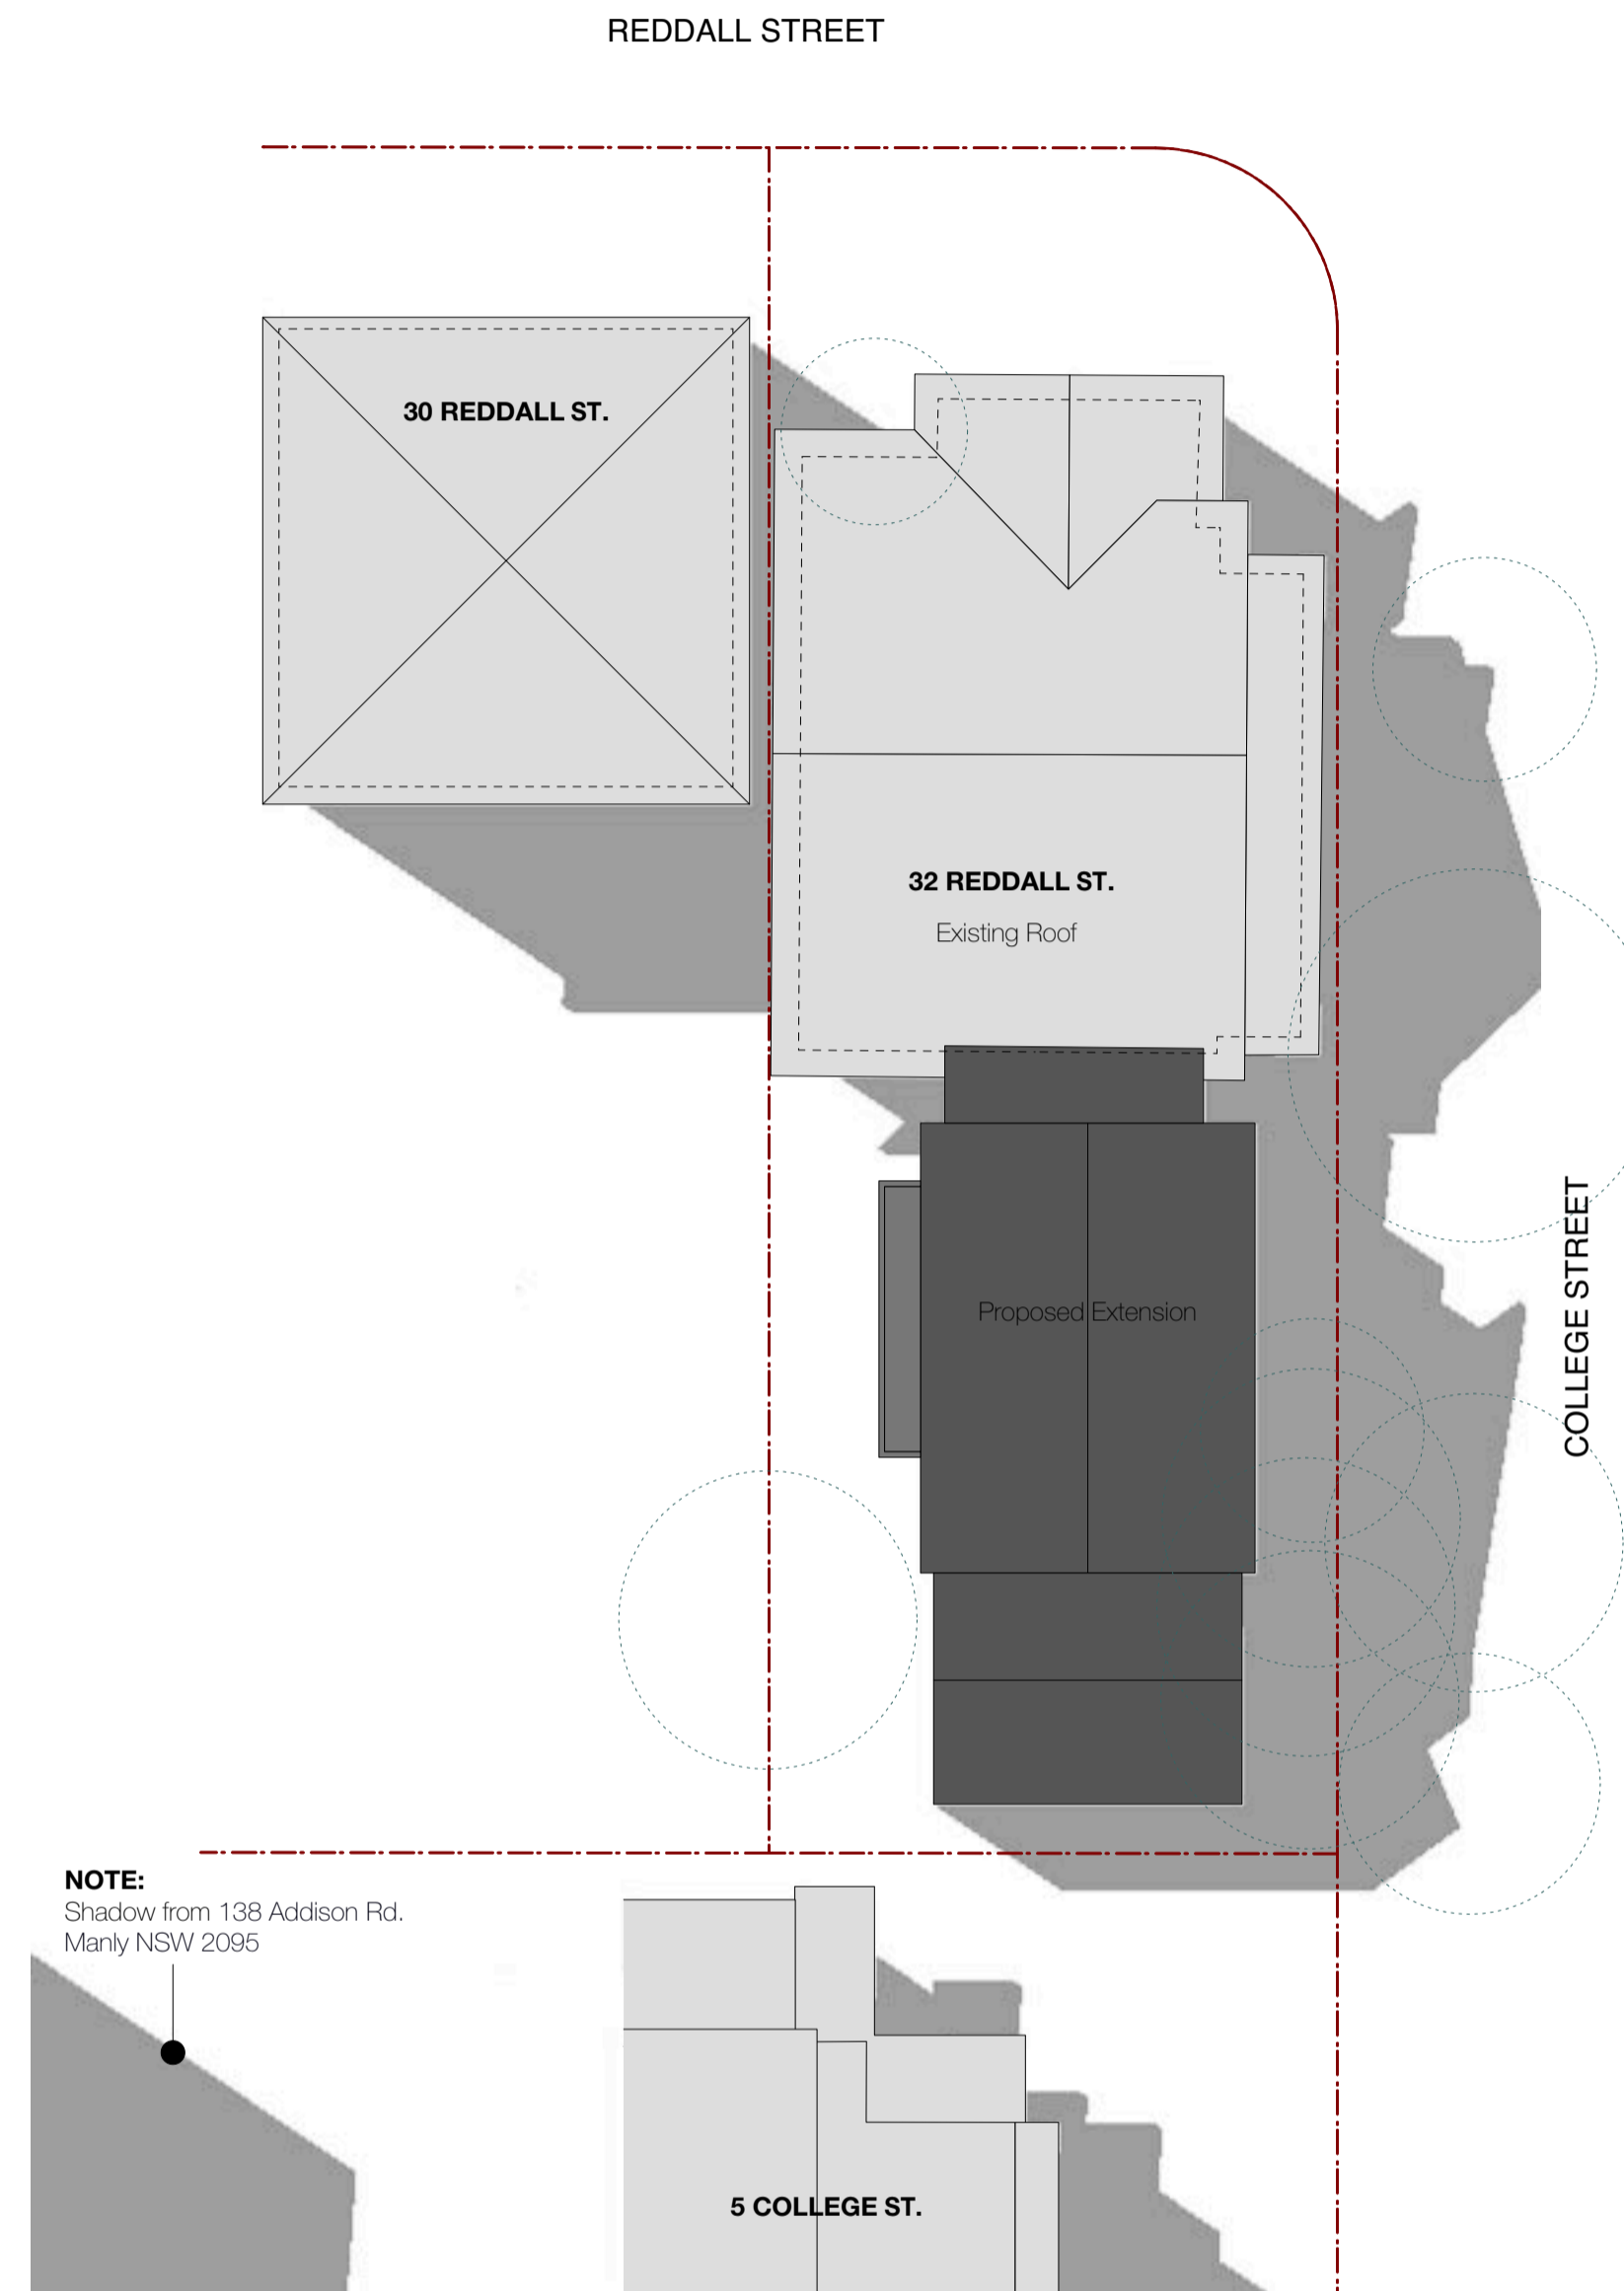 REDDALL STREET
30 REDDALL ST.
32 REDDALL ST.
Existing Roof
COLLEGE STREET
Proposed Extension
NOTE:
Shadow from 138 Addison Rd.
Manly NSW 2095
5 COLLEGE ST.